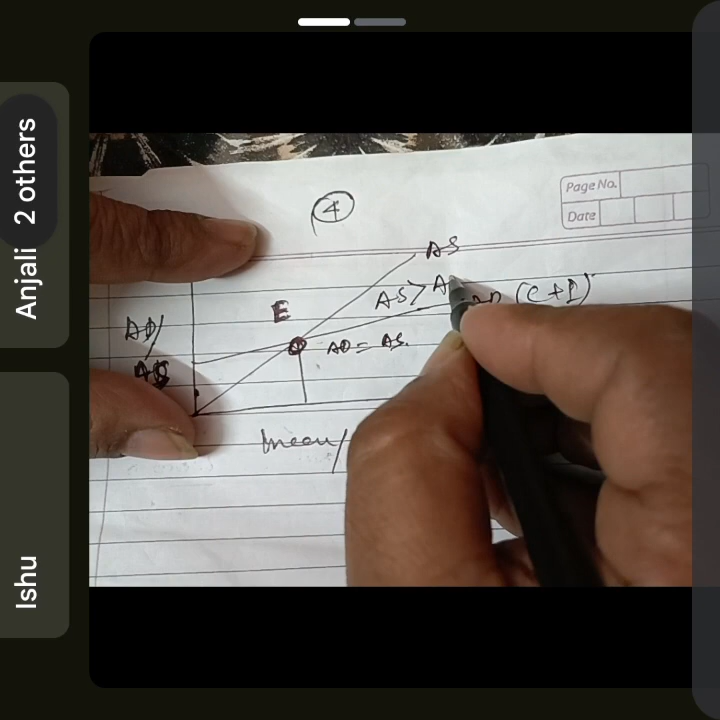 Anjali 2 others
Ishu
4
Page No.
Date
AS
AS>A
(C+I)
E
AD/
AS
AD = AS.